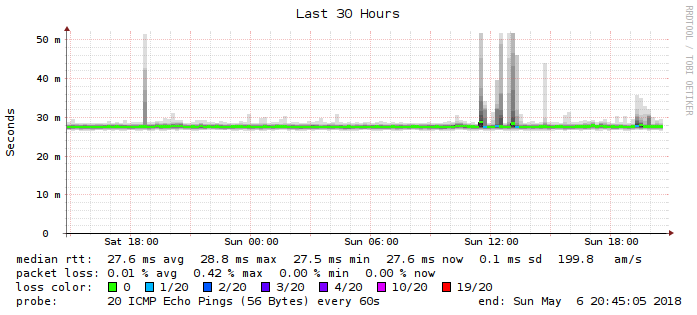 Last 30 Hours
RRDTOOL / TOBI OETIKER
Seconds
50 m
40 m
30 m
20 m
10 m
0
Sat 18:00 Sun 00:00 Sun 06:00 Sun 12:00 Sun 18:00
median rtt: 27.6 ms avg 28.8 ms max 27.5 ms min 27.6 ms now 0.1 ms sd 199.8 am/s
packet loss: 0.01 % avg 0.42 % max 0.00 % min 0.00 % now
loss color: 0 1/20 2/20 3/20 4/20 10/20 19/20
probe: 20 ICMP Echo Pings (56 Bytes) every 60s end: Sun May 6 20:45:05 2018